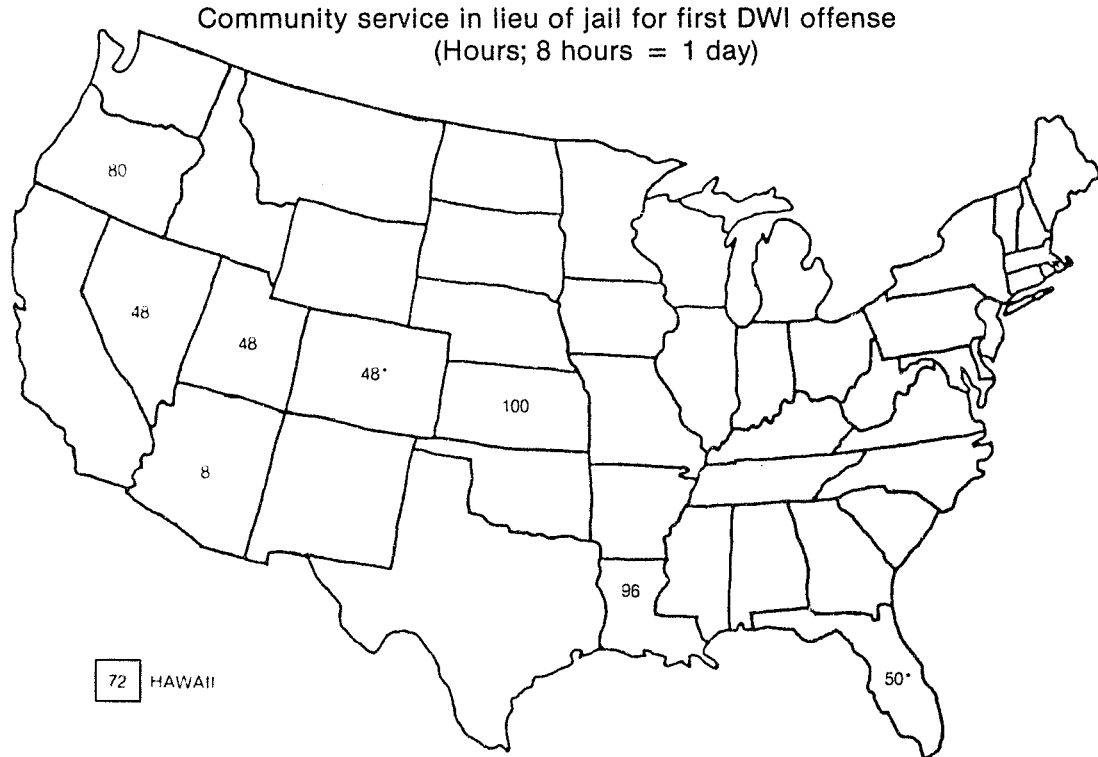 Community service in lieu of jail for first DWI offense
(Hours; 8 hours = 1 day)
80
48
48
48*
100
8
96
72 HAWAII
50*